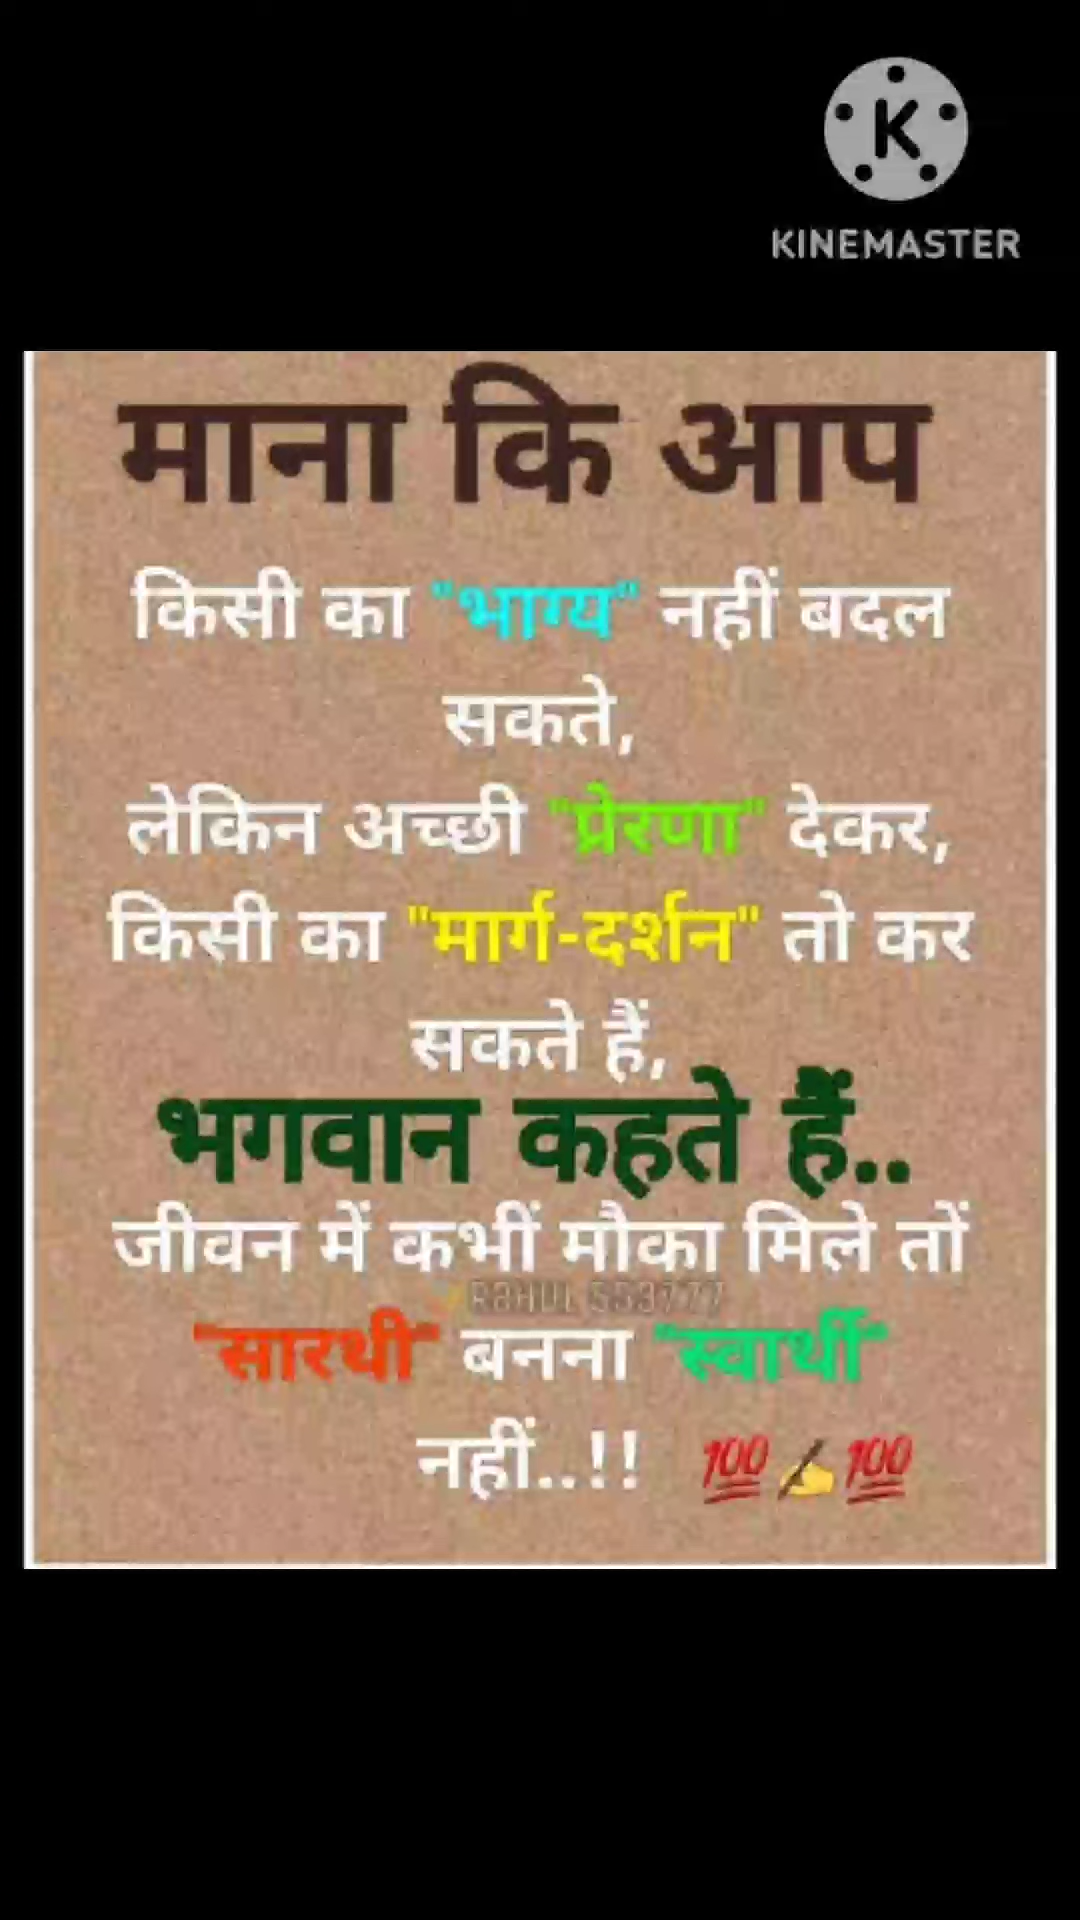 KINEMASTER
माना कि आप
किसी का "भाग्य" नहीं बदल
सकते,
लेकिन अच्छी "प्रेरणा" देकर,
किसी का "मार्ग-दर्शन" तो कर
सकते हैं,
भगवान कहते हैं..
जीवन में कभीं मौका मिले तों
"सारथी" बनना "स्वार्थी"
नहीं..!! 💯✍💯